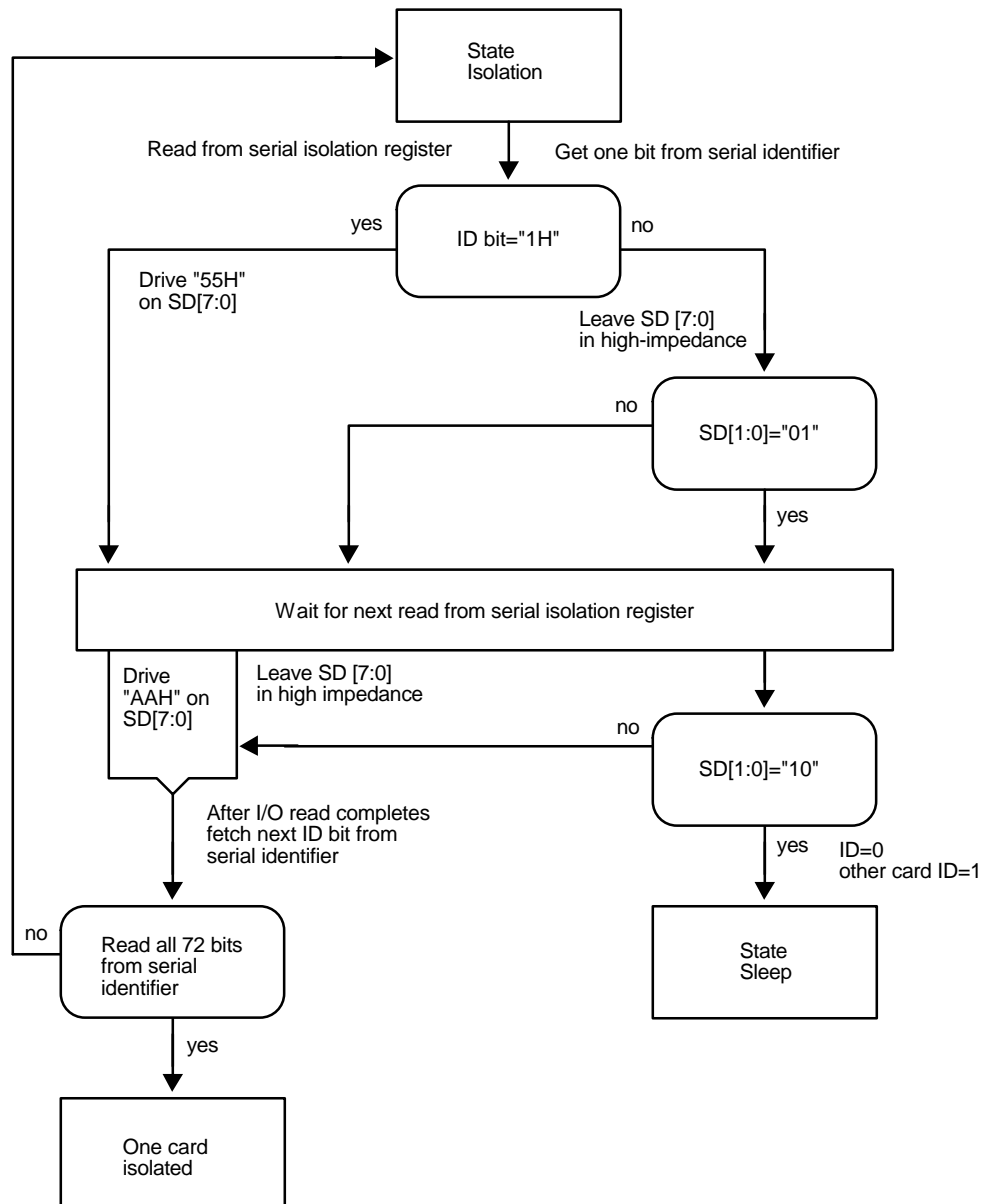 State
Isolation
Read from serial isolation register
Get one bit from serial identifier
yes
ID bit="1H"
no
Drive "55H"
on SD[7:0]
Leave SD [7:0]
in high-impedance
no
SD[1:0]="01"
yes
Wait for next read from serial isolation register
Drive
"AAH" on
SD[7:0]
Leave SD [7:0]
in high impedance
no
SD[1:0]="10"
After I/O read completes
fetch next ID bit from
serial identifier
yes
ID=0
other card ID=1
no
Read all 72 bits
from serial
identifier
State
Sleep
yes
One card
isolated